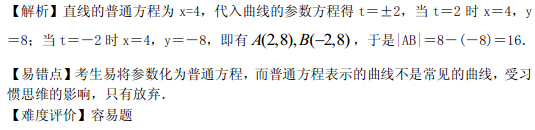 【解析】直线的普通方程为 x=4，代入曲线的参数方程得 t＝±2，当 t＝2 时 x＝4，y
＝8；当 t＝－2 时 x＝4，y＝－8，即有 A(2,8),B(−2,8)，于是|AB|＝8－(－8)＝16．
【易错点】考生易将参数化为普通方程，而普通方程表示的曲线不是常见的曲线，受习
惯思维的影响，只有放弃．
【难度评价】容易题